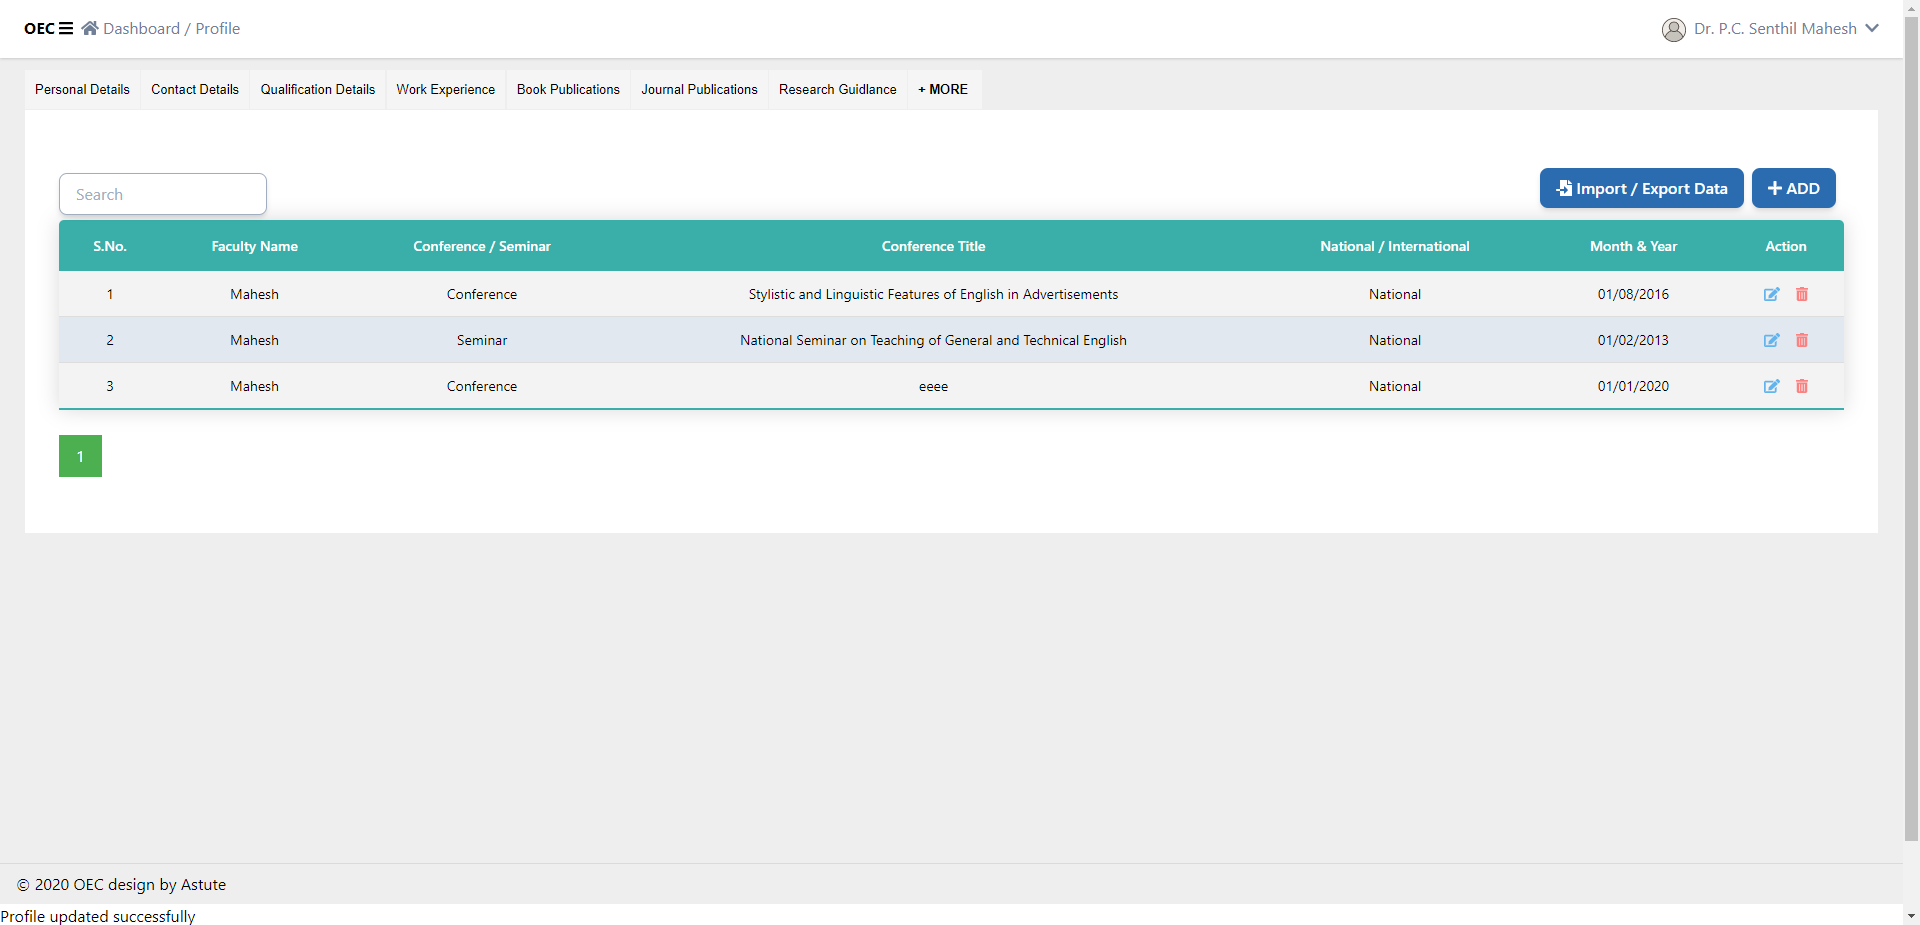 OEC Dashboard / Profile Dr. P.C. Senthil Mahesh
Personal Details Contact Details Qualification Details Work Experience Book Publications Journal Publications Research Guidlance + MORE
Search Import / Export Data ADD
S.No. Faculty Name Conference / Seminar Conference Title National / International Month & Year Action
1 Mahesh Conference Stylistic and Linguistic Features of English in Advertisements National 01/08/2016
2 Mahesh Seminar National Seminar on Teaching of General and Technical English National 01/02/2013
3 Mahesh Conference eeee National 01/01/2020
1
© 2020 OEC design by Astute
Profile updated successfully